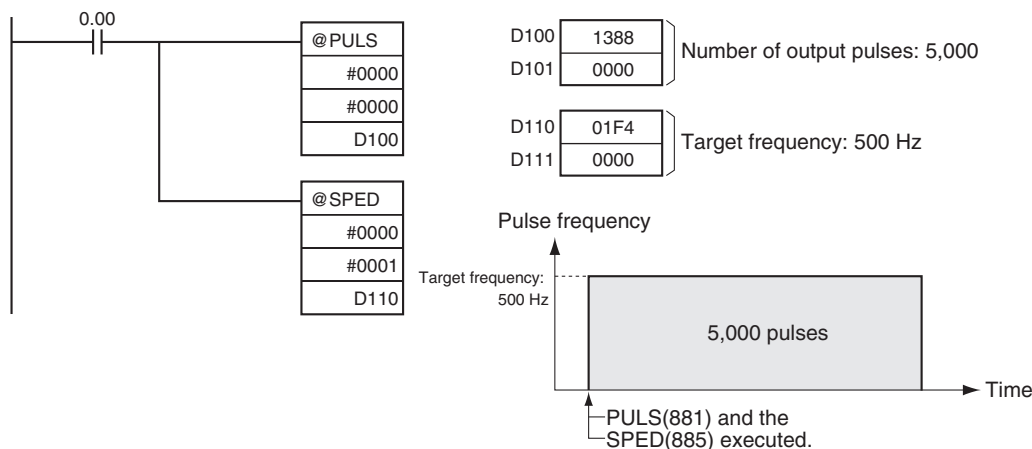 0.00
@PULS
#0000
#0000
D100
@SPED
#0000
#0001
D110
D100 1388
D101 0000
Number of output pulses: 5,000
D110 01F4
D111 0000
Target frequency: 500 Hz
Pulse frequency
Target frequency:
500 Hz
5,000 pulses
Time
PULS(881) and the
SPED(885) executed.